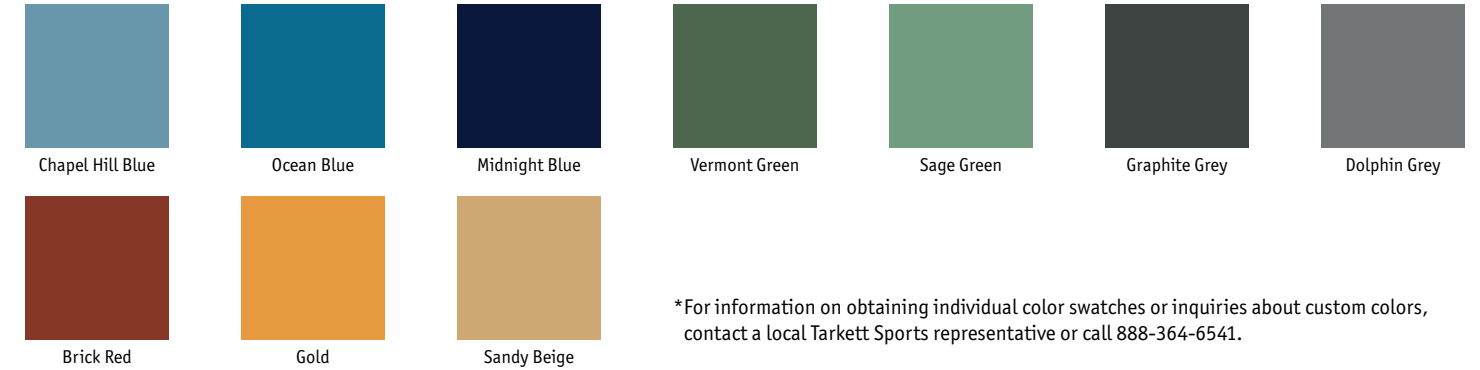 Chapel Hill Blue
Ocean Blue
Midnight Blue
Vermont Green
Sage Green
Graphite Grey
Dolphin Grey
Brick Red
Gold
Sandy Beige
*For information on obtaining individual color swatches or inquiries about custom colors,
contact a local Tarkett Sports representative or call 888-364-6541.